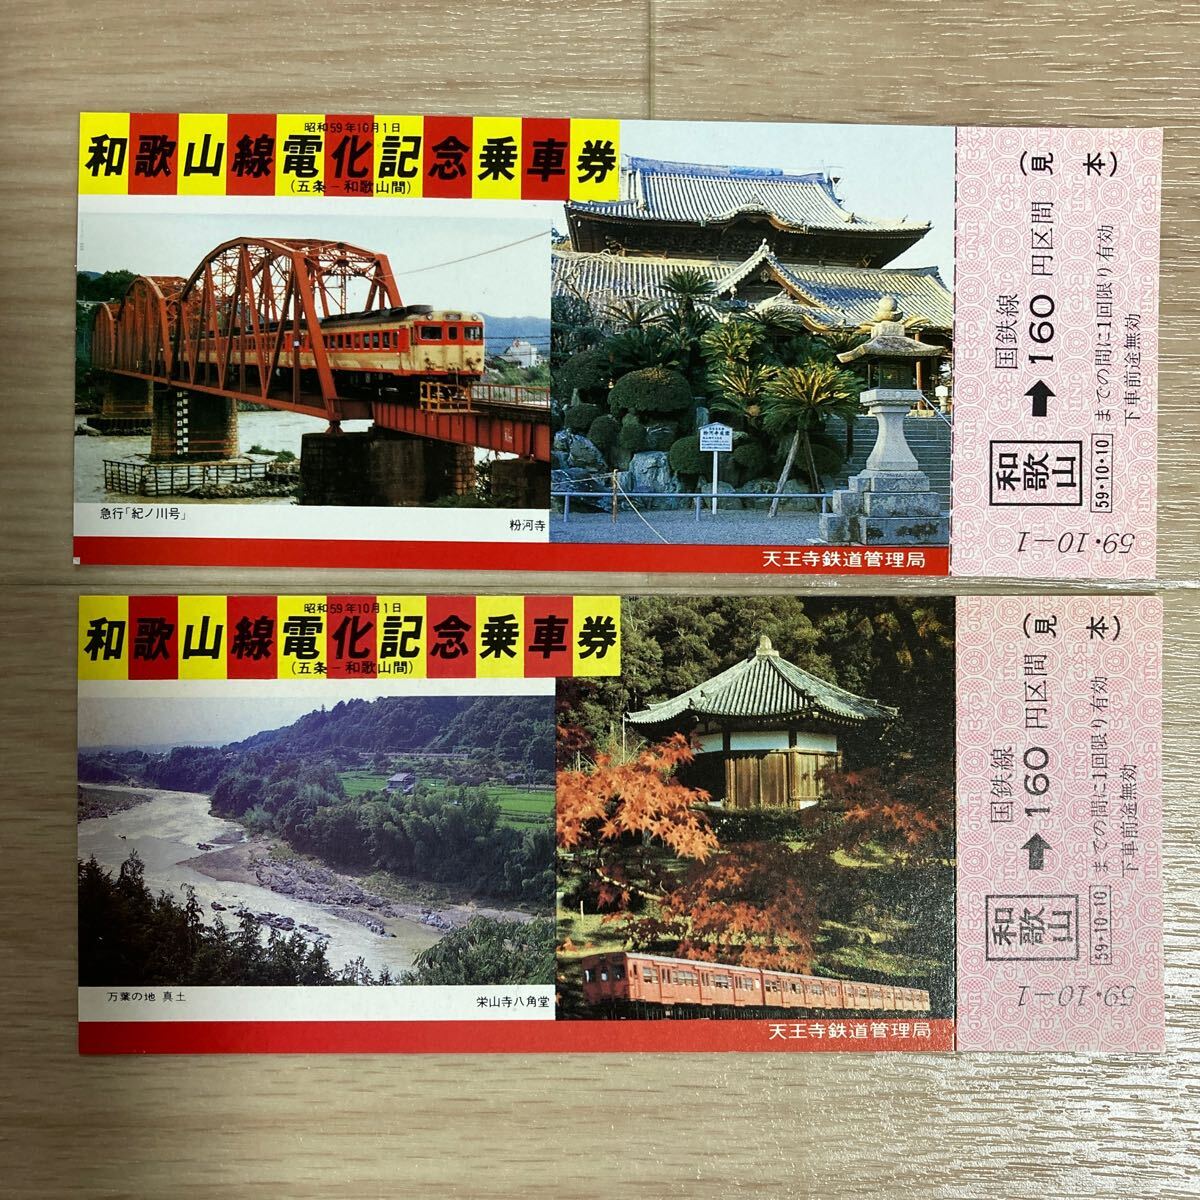 昭和59年10月1日
和歌山線電化記念乗車券
(五条-和歌山間)
粉河寺
急行「紀ノ川号」
粉河寺
天王寺鉄道管理局
(見本)
国鉄線
和歌山 ➡ 160 円区間
59・10・10 までの間に1回限り有効
下車前途無効
59・10-1
昭和59年10月1日
和歌山線電化記念乗車券
(五条-和歌山間)
万葉の地 真土
栄山寺八角堂
天王寺鉄道管理局
(見本)
国鉄線
和歌山 ➡ 160 円区間
59・10・10 までの間に1回限り有効
下車前途無効
59・10-1